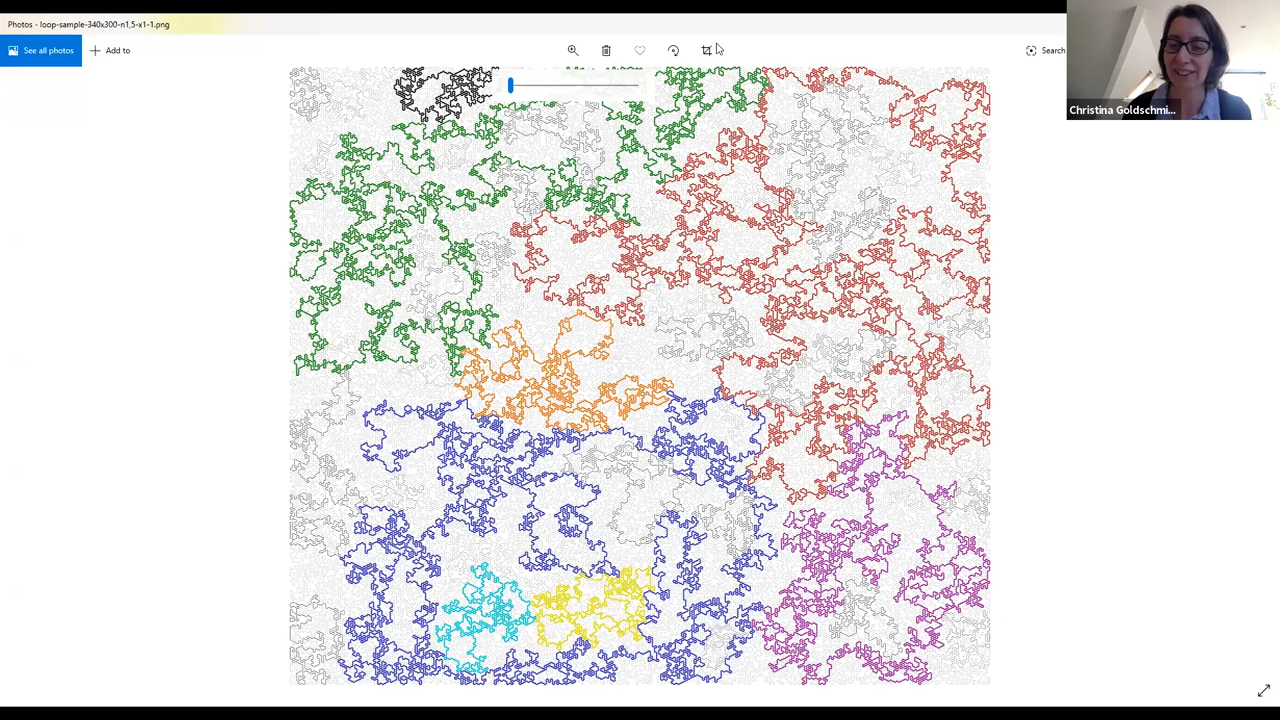 Photos - loop-sample-340x300-n1,5-x1-1.png
See all photos
Add to
Search
Christina Goldschmi...